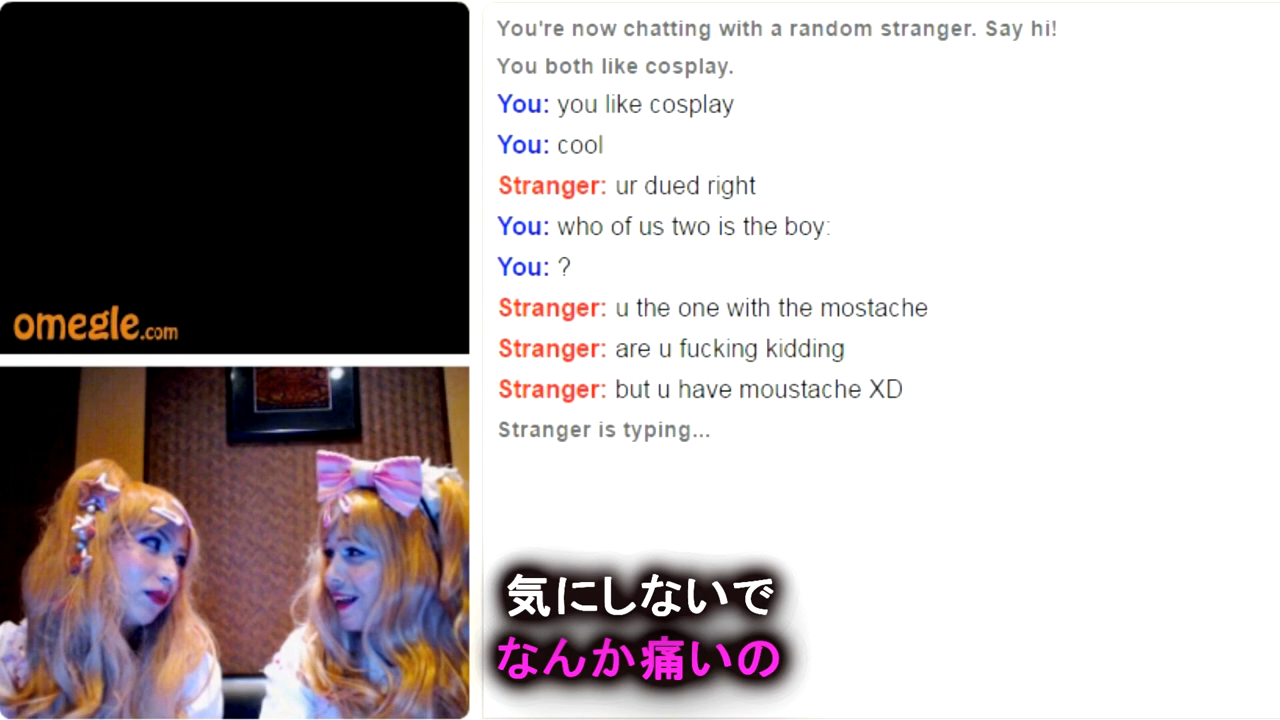 You're now chatting with a random stranger. Say hi!
You both like cosplay.
You: you like cosplay
You: cool
Stranger: ur dued right
You: who of us two is the boy:
You: ?
Stranger: u the one with the mostache
Stranger: are u fucking kidding
Stranger: but u have moustache XD
Stranger is typing...
omegle.com
気にしないで
なんか痛いの